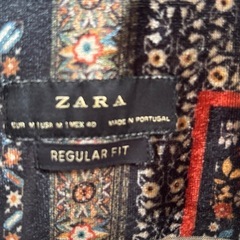 ZARA
EUR M | USA M | MEX 40 MADE IN PORTUGAL
REGULAR FIT